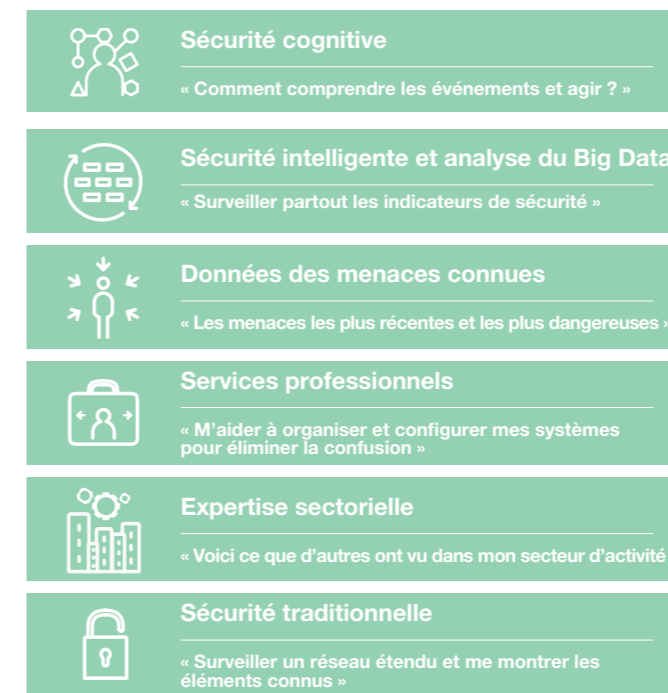 Sécurité cognitive
« Comment comprendre les événements et agir ? »
Sécurité intelligente et analyse du Big Data
« Surveiller partout les indicateurs de sécurité »
Données des menaces connues
« Les menaces les plus récentes et les plus dangereuses »
Services professionnels
« M’aider à organiser et configurer mes systèmes
pour éliminer la confusion »
Expertise sectorielle
« Voici ce que d’autres ont vu dans mon secteur d’activité
Sécurité traditionnelle
« Surveiller un réseau étendu et me montrer les
éléments connus »